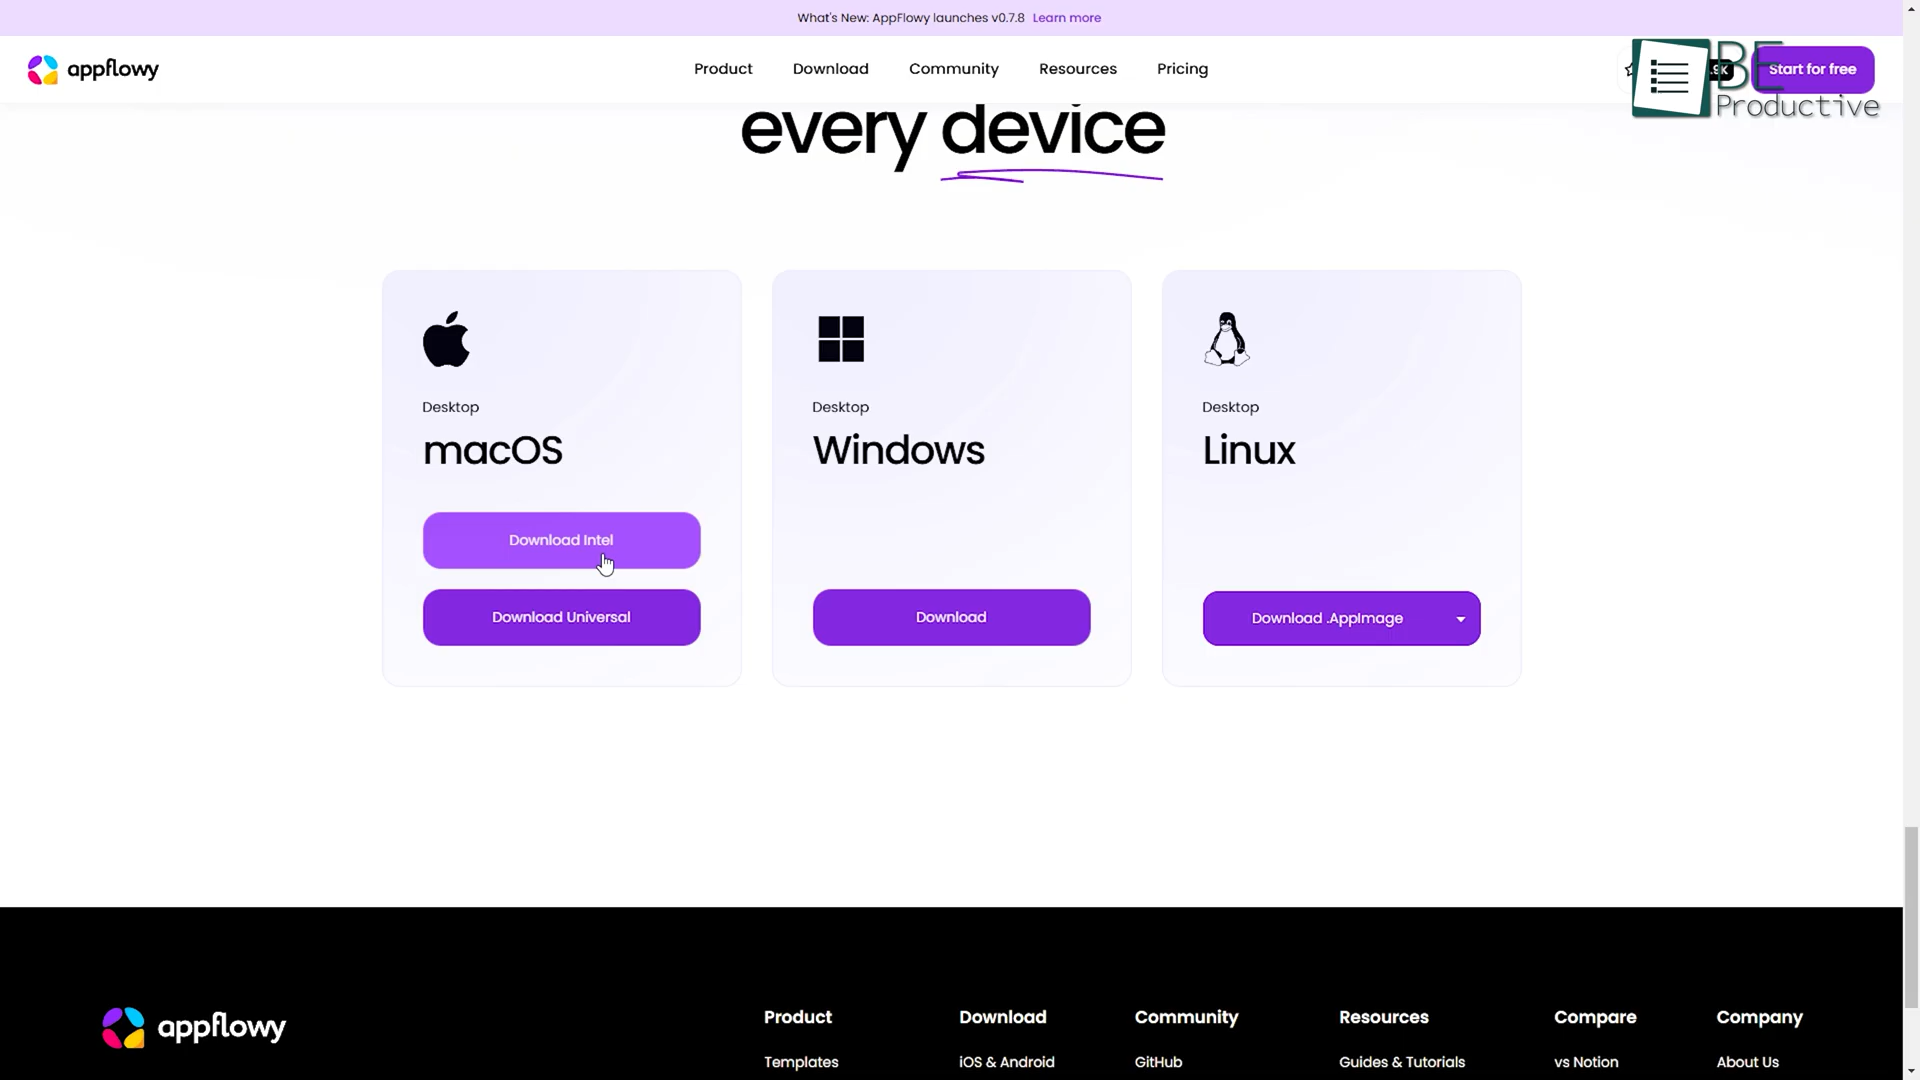 What's New: AppFlowy launches v0.7.8 Learn more
appflowy
Product Download Community Resources Pricing
Start for free
BE
Productive
every device
Desktop
macOS
Download Intel
Download Universal
Desktop
Windows
Download
Desktop
Linux
Download .AppImage
appflowy
Product
Templates
Download
iOS & Android
Community
GitHub
Resources
Guides & Tutorials
Compare
vs Notion
Company
About Us